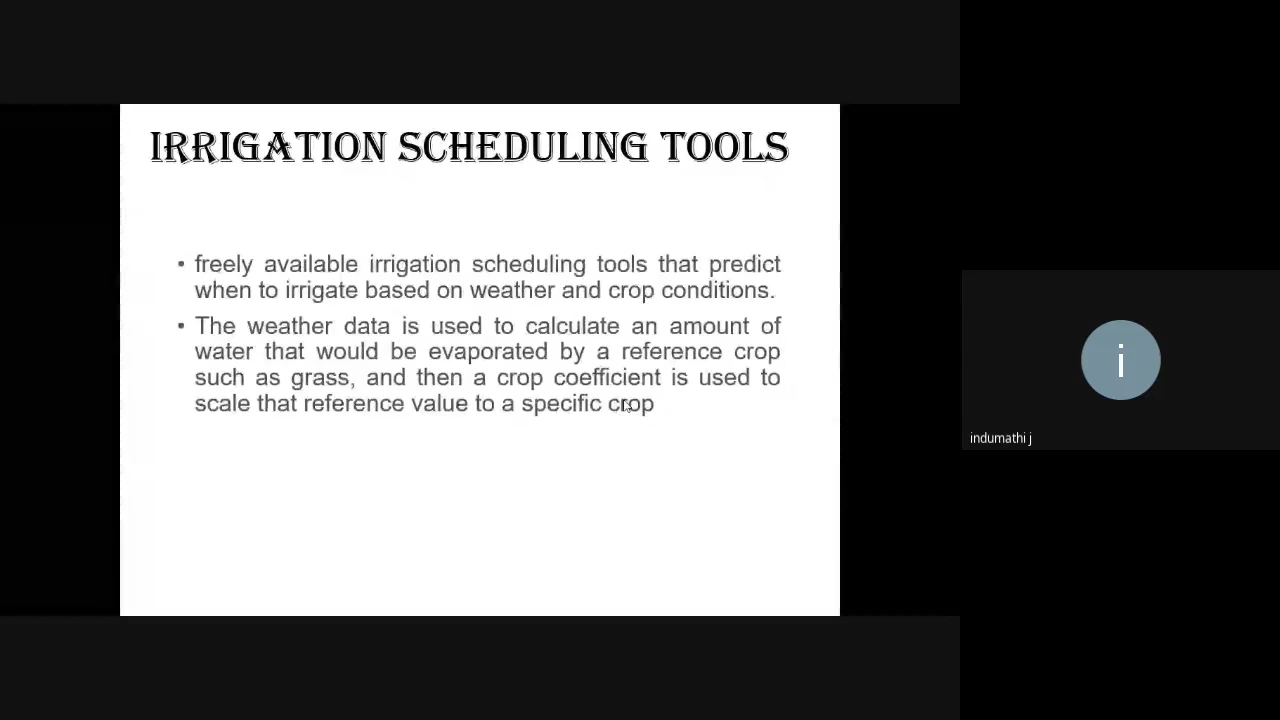 IRRIGATION SCHEDULING TOOLS
• freely available irrigation scheduling tools that predict
when to irrigate based on weather and crop conditions.
• The weather data is used to calculate an amount of
water that would be evaporated by a reference crop
such as grass, and then a crop coefficient is used to
scale that reference value to a specific crop
i
indumathi j